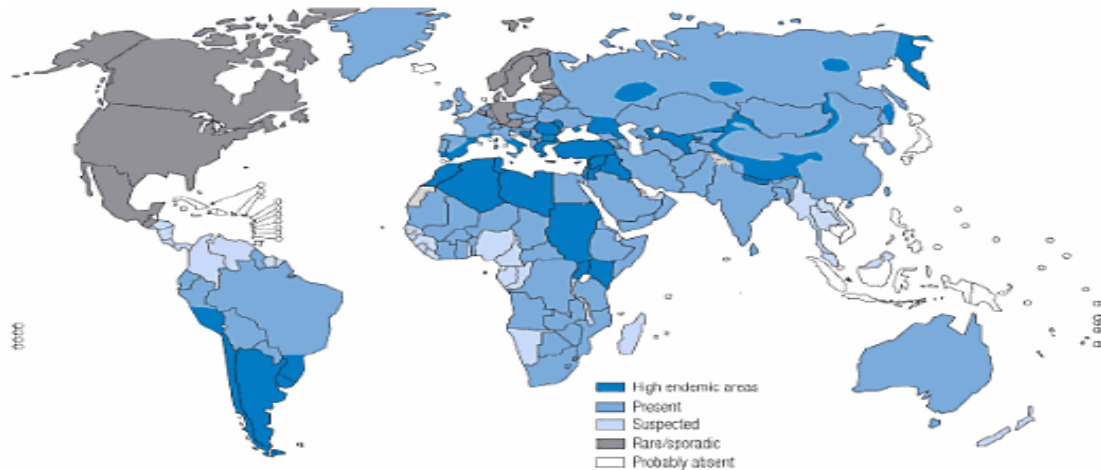 High endemic areas
Present
Suspected
Rare/sporadic
Probably absent